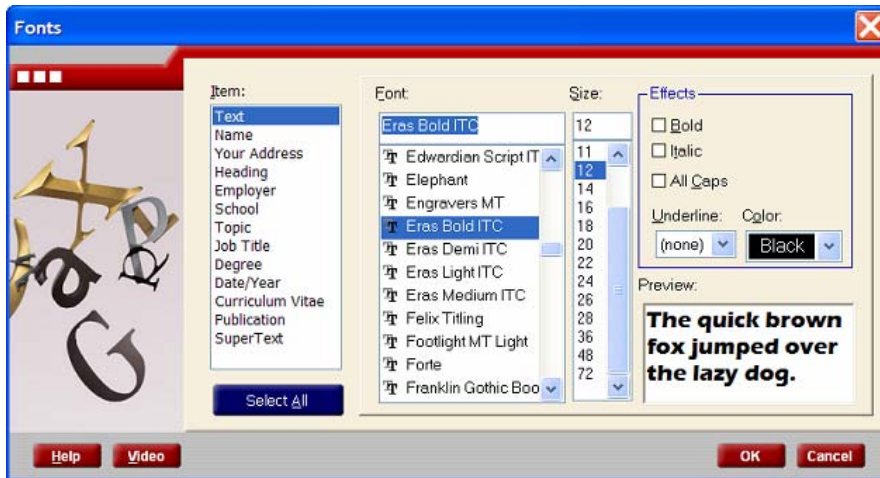 Fonts
Item:
Text
Name
Your Address
Heading
Employer
School
Topic
Job Title
Degree
Date/Year
Curriculum Vitae
Publication
SuperText
Select All
Font:
Eras Bold ITC
Edwardian Script IT
Elephant
Engravers MT
Eras Bold ITC
Eras Demi ITC
Eras Light ITC
Eras Medium ITC
Felix Titling
Footlight MT Light
Forte
Franklin Gothic Boo
Size:
12
11
12
14
16
18
20
22
24
26
28
36
48
72
Effects
Bold
Italic
All Caps
Underline: Color:
(none) Black
Preview:
The quick brown
fox jumped over
the lazy dog.
Help Video OK Cancel